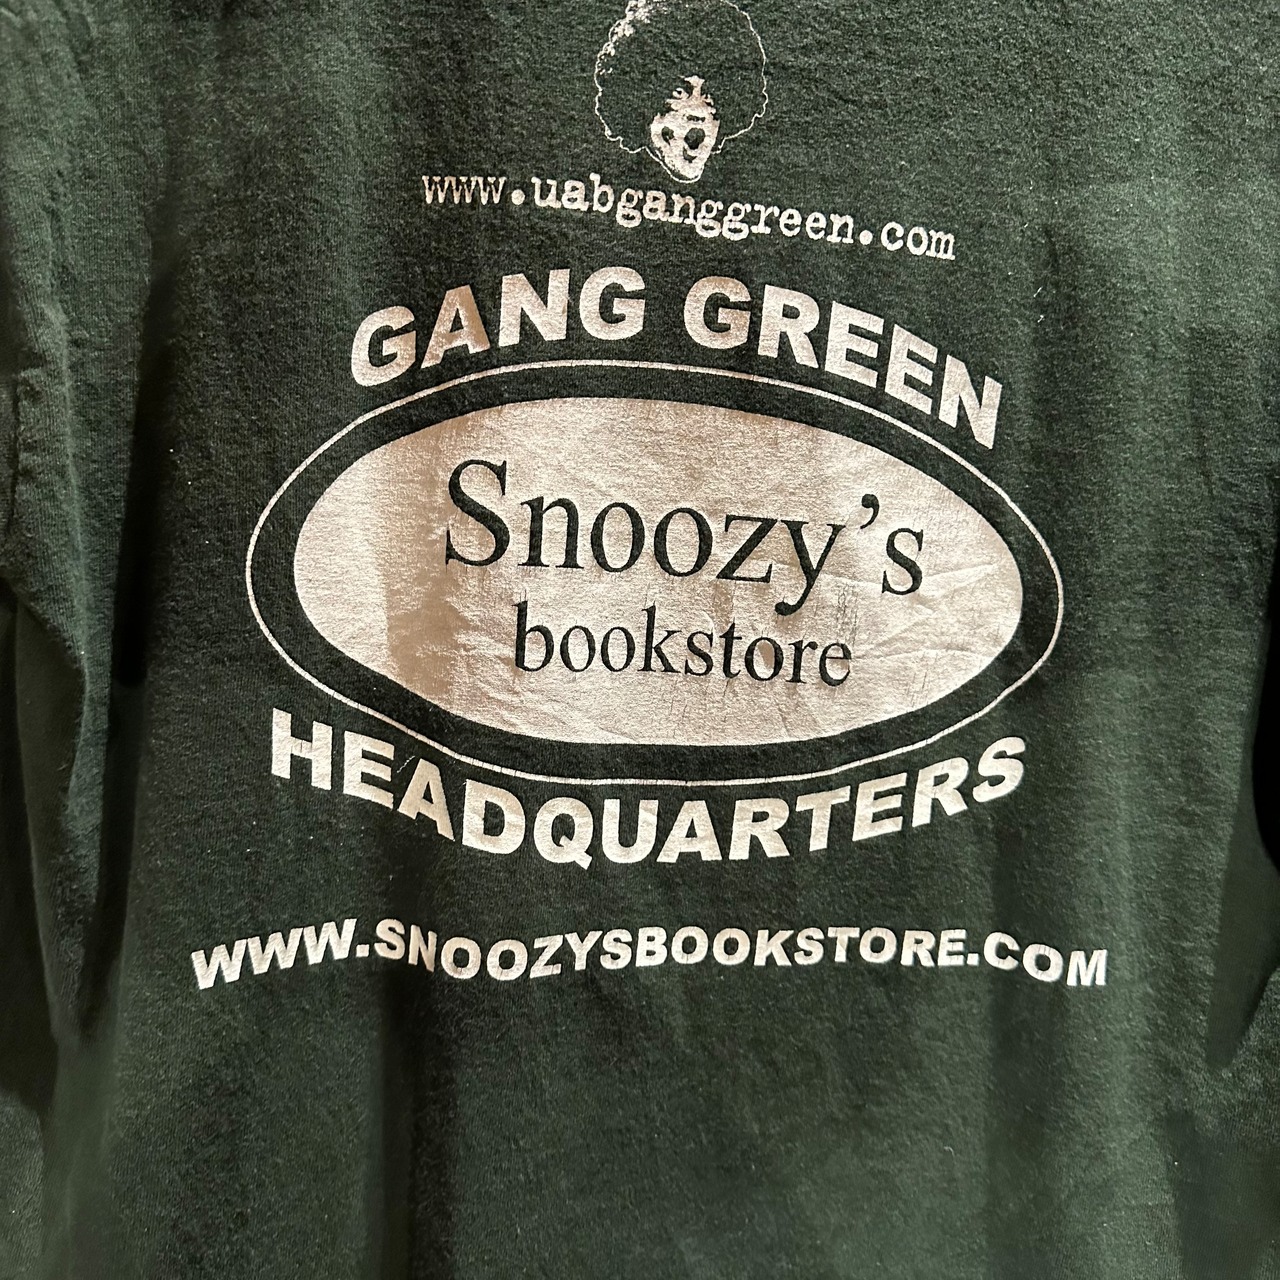 www.uabganggreen.com
GANG GREEN
Snoozy's
bookstore
HEADQUARTERS
WWW.SNOOZYSBOOKSTORE.COM